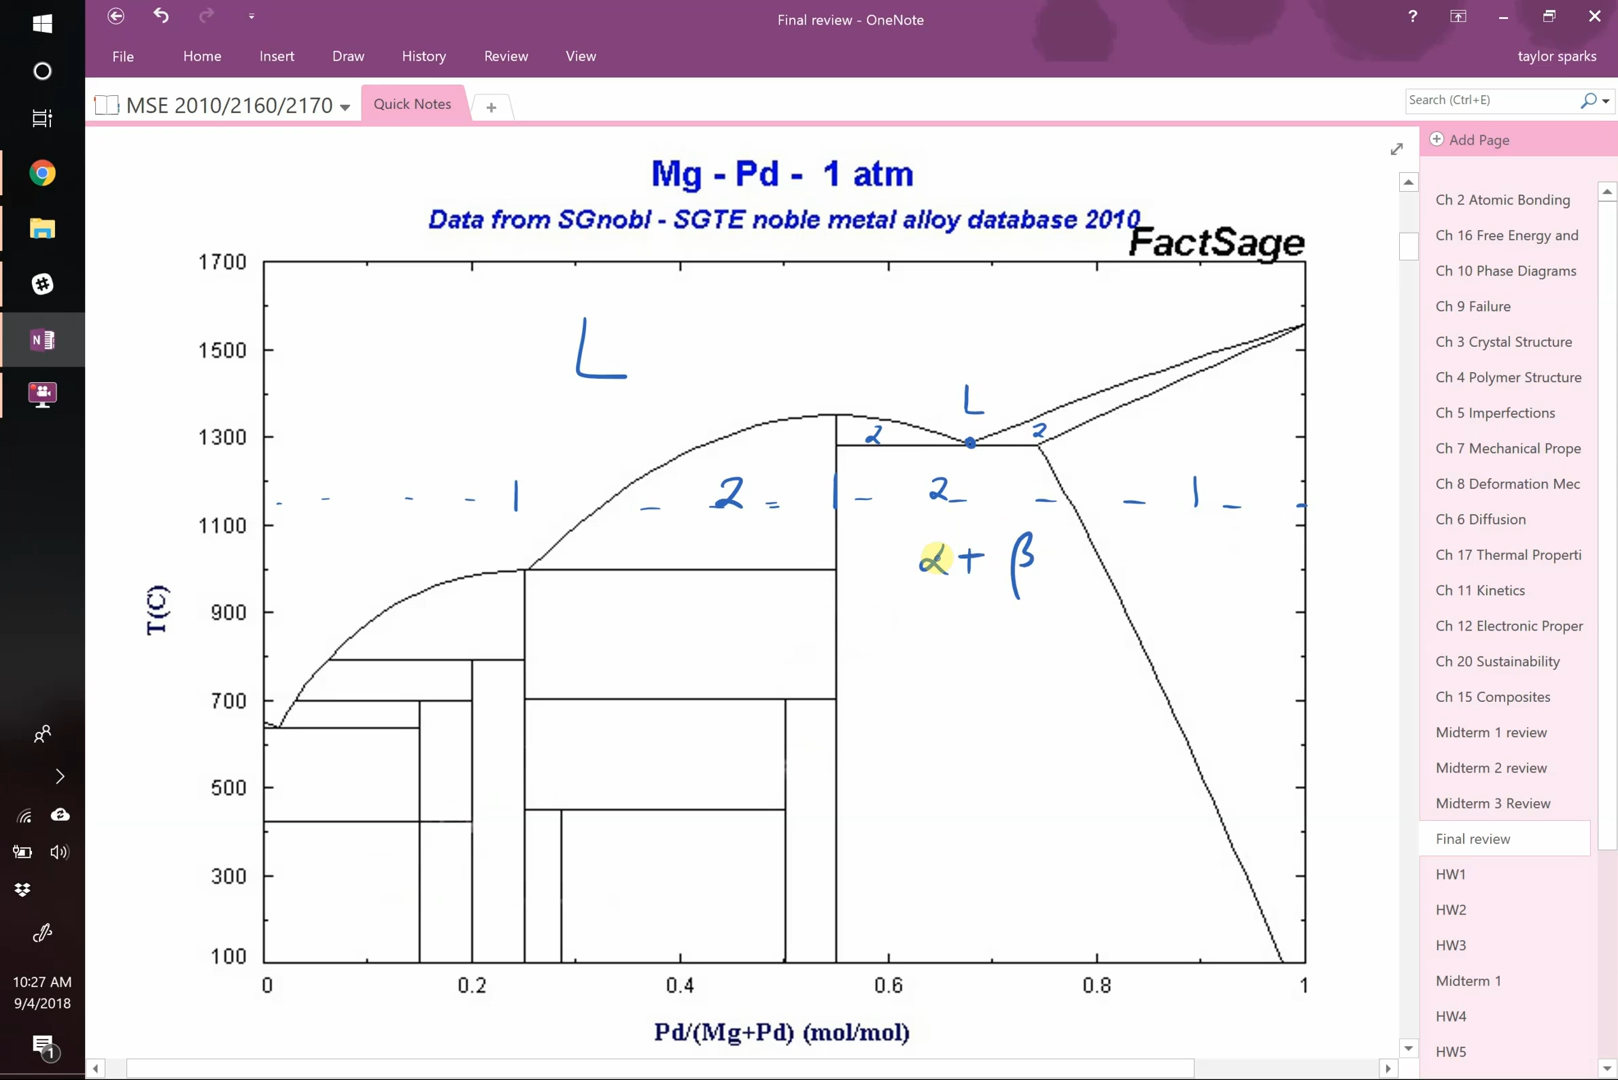 Final review - OneNote
?
File Home Insert Draw History Review View
taylor sparks
MSE 2010/2160/2170
Quick Notes
+
Search (Ctrl+E)
Mg - Pd - 1 atm
Data from SGnobl - SGTE noble metal alloy database 2010
FactSage
1700
1500
1300
1100
900
700
500
300
100
T(C)
L
L
2 2
1 2 1 2 1
α + β
0 0.2 0.4 0.6 0.8 1
Pd/(Mg+Pd) (mol/mol)
Add Page
Ch 2 Atomic Bonding
Ch 16 Free Energy and
Ch 10 Phase Diagrams
Ch 9 Failure
Ch 3 Crystal Structure
Ch 4 Polymer Structure
Ch 5 Imperfections
Ch 7 Mechanical Prope
Ch 8 Deformation Mec
Ch 6 Diffusion
Ch 17 Thermal Properti
Ch 11 Kinetics
Ch 12 Electronic Proper
Ch 20 Sustainability
Ch 15 Composites
Midterm 1 review
Midterm 2 review
Midterm 3 Review
Final review
HW1
HW2
HW3
Midterm 1
HW4
HW5
N
10:27 AM
9/4/2018
1